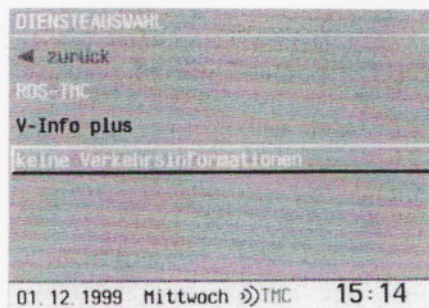 DIENSTEAUSWAHL
◄ zurück
RDS-TMC
V-Info plus
keine Verkehrsinformationen
01.12.1999 Mittwoch TMC 15:14